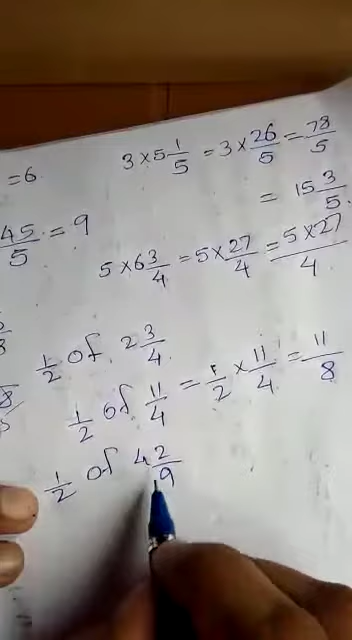 = 6
3 × 5 1/5 = 3 × 26/5 = 78/5
= 15 3/5.
45/5 = 9
5 × 6 3/4 = 5 × 27/4 = 5 × 27/4
1/2 of 2 3/4.
1/2 of 11/4 = 1/2 × 11/4 = 11/8
1/2 of 4 2/9